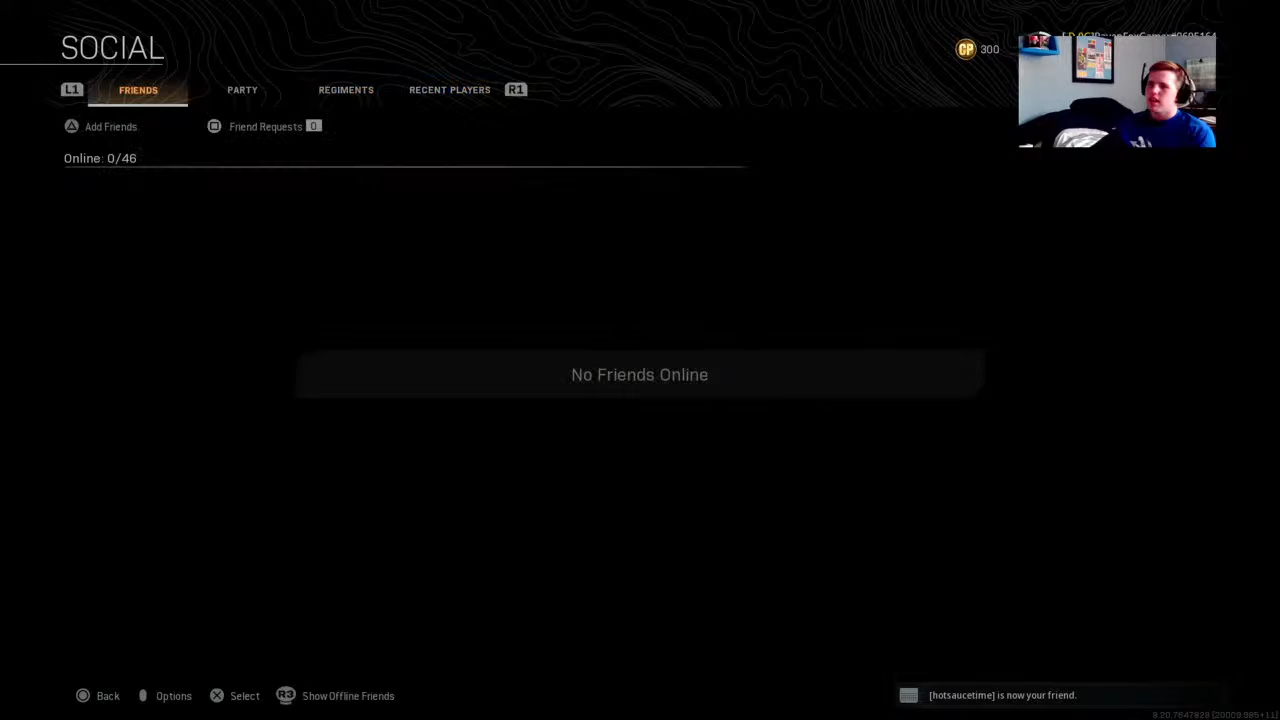 SOCIAL
CP 300
L1 FRIENDS PARTY REGIMENTS RECENT PLAYERS R1
Add Friends Friend Requests 0
Online: 0/46
No Friends Online
Back Options Select R3 Show Offline Friends
[hotsaucetime] is now your friend.